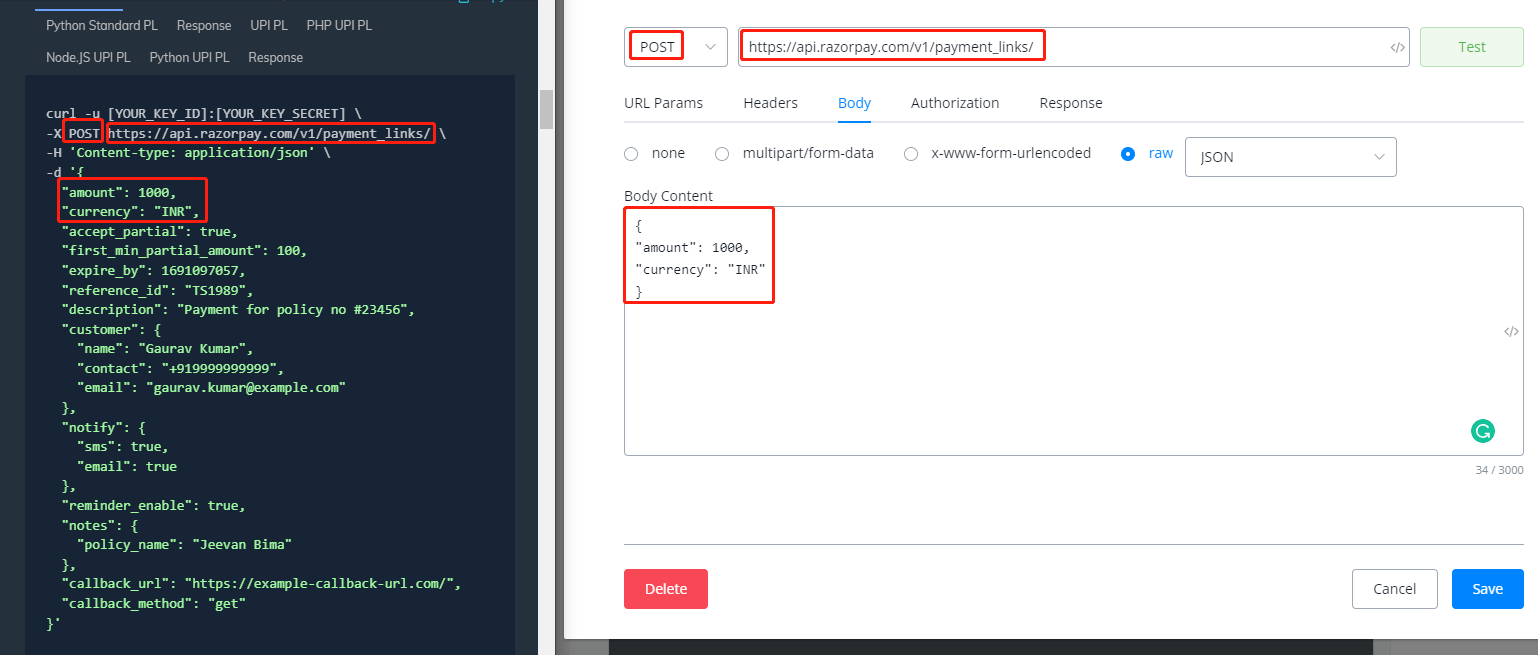 Python Standard PL Response UPI PL PHP UPI PL
Node.JS UPI PL Python UPI PL Response
curl -u [YOUR_KEY_ID]:[YOUR_KEY_SECRET] \
-X POST https://api.razorpay.com/v1/payment_links/ \
-H 'Content-type: application/json' \
-d '{
"amount": 1000,
"currency": "INR",
"accept_partial": true,
"first_min_partial_amount": 100,
"expire_by": 1691097057,
"reference_id": "TS1989",
"description": "Payment for policy no #23456",
"customer": {
"name": "Gaurav Kumar",
"contact": "+919999999999",
"email": "gaurav.kumar@example.com"
},
"notify": {
"sms": true,
"email": true
},
"reminder_enable": true,
"notes": {
"policy_name": "Jeevan Bima"
},
"callback_url": "https://example-callback-url.com/",
"callback_method": "get"
}'
POST https://api.razorpay.com/v1/payment_links/ </> Test
URL Params Headers Body Authorization Response
none multipart/form-data x-www-form-urlencoded raw JSON
Body Content
{
"amount": 1000,
"currency": "INR"
}
</>
34 / 3000
Delete Cancel Save